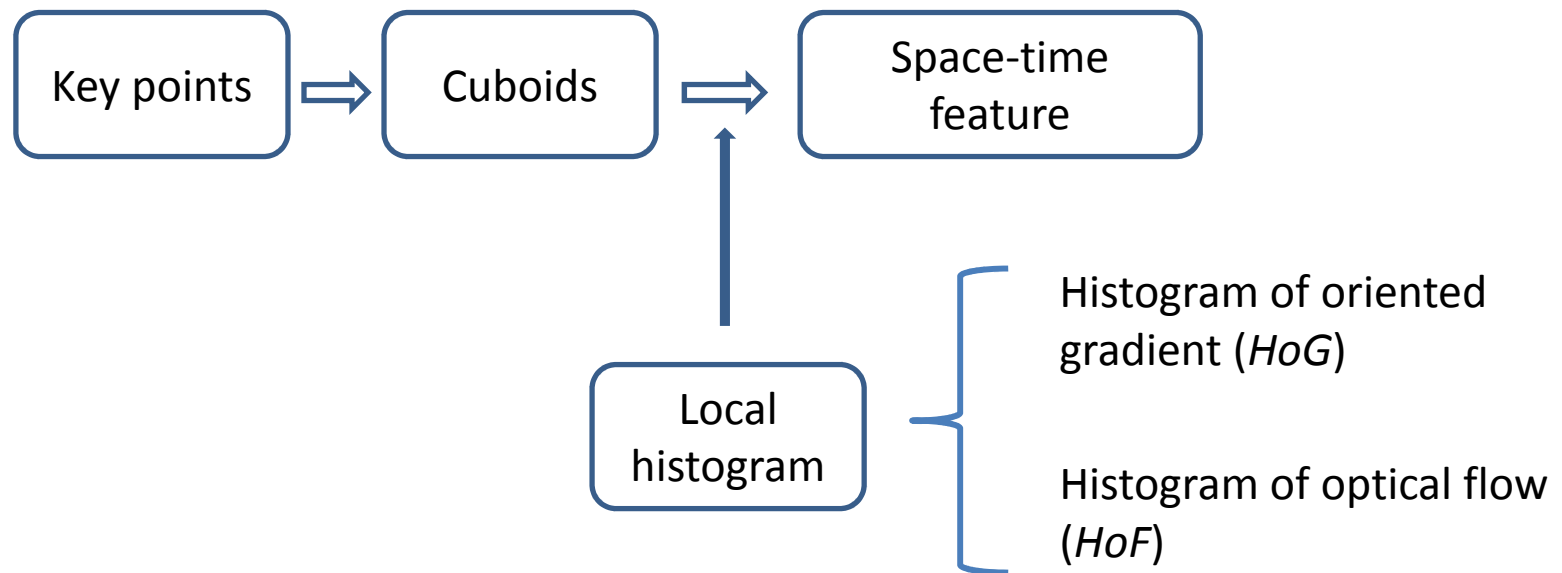 Key points
Cuboids
Space-time
feature
Local
histogram
Histogram of oriented
gradient (HoG)
Histogram of optical flow
(HoF)